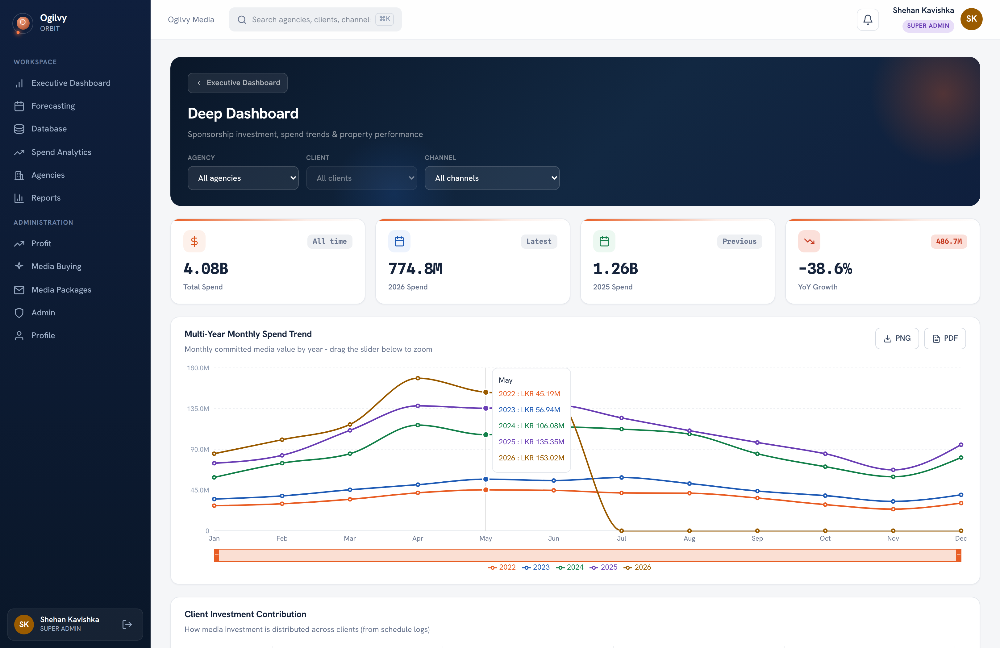 Ogilvy
ORBIT
WORKSPACE
Executive Dashboard
Forecasting
Database
Spend Analytics
Agencies
Reports
ADMINISTRATION
Profit
Media Buying
Media Packages
Admin
Profile
SK
Shehan Kavishka
SUPER ADMIN
Ogilvy Media
Search agencies, clients, channel
⌘K
Shehan Kavishka
SUPER ADMIN
SK
Executive Dashboard
Deep Dashboard
Sponsorship investment, spend trends & property performance
AGENCY
CLIENT
CHANNEL
All agencies
All clients
All channels
All time
4.08B
Total Spend
Latest
774.8M
2026 Spend
Previous
1.26B
2025 Spend
486.7M
-38.6%
YoY Growth
Multi-Year Monthly Spend Trend
Monthly committed media value by year - drag the slider below to zoom
PNG
PDF
180.0M
135.0M
90.0M
45.0M
0
May
2022 : LKR 45.19M
2023 : LKR 56.94M
2024 : LKR 106.08M
2025 : LKR 135.35M
2026 : LKR 153.02M
Jan Feb Mar Apr May Jun Jul Aug Sep Oct Nov Dec
2022 2023 2024 2025 2026
Client Investment Contribution
How media investment is distributed across clients (from schedule logs)